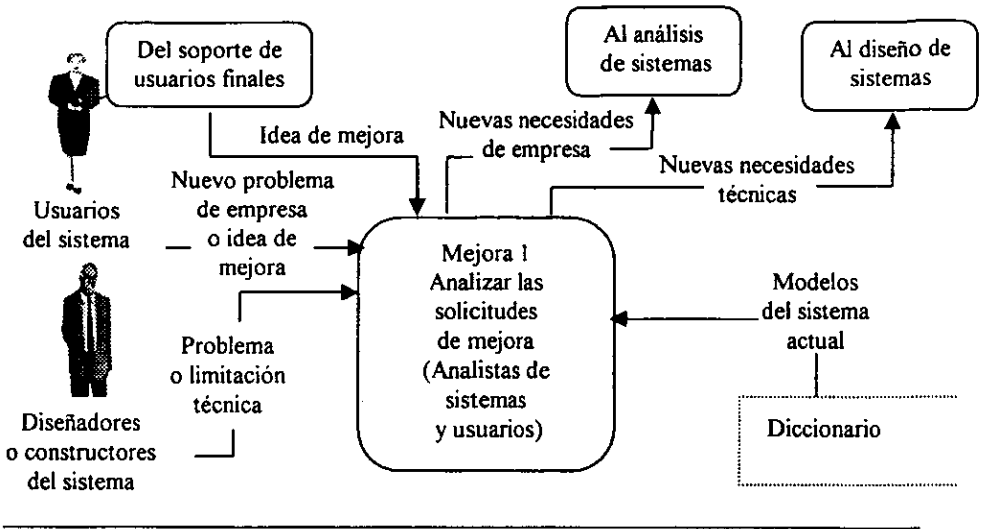 Del soporte de
usuarios finales
Al análisis
de sistemas
Al diseño de
sistemas
Idea de mejora
Nuevas necesidades
de empresa
Nuevas necesidades
técnicas
Usuarios
del sistema
Nuevo problema
de empresa
o idea de
mejora
Mejora 1
Analizar las
solicitudes
de mejora
(Analistas de
sistemas
y usuarios)
Modelos
del sistema
actual
Problema
o limitación
técnica
Diseñadores
o constructores
del sistema
Diccionario